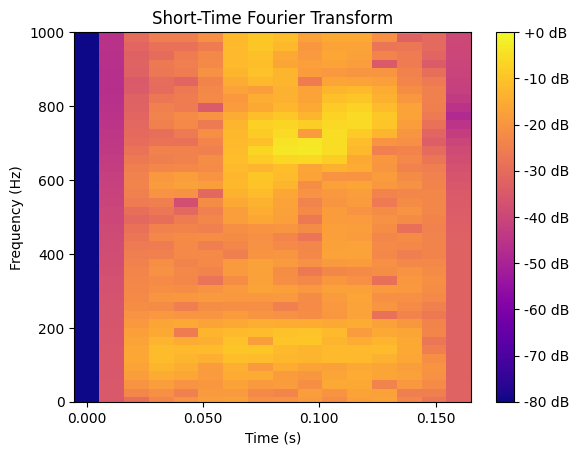 Short-Time Fourier Transform
1000
800
600
400
200
0
Frequency (Hz)
0.000
0.050
0.100
0.150
Time (s)
+0 dB
-10 dB
-20 dB
-30 dB
-40 dB
-50 dB
-60 dB
-70 dB
-80 dB